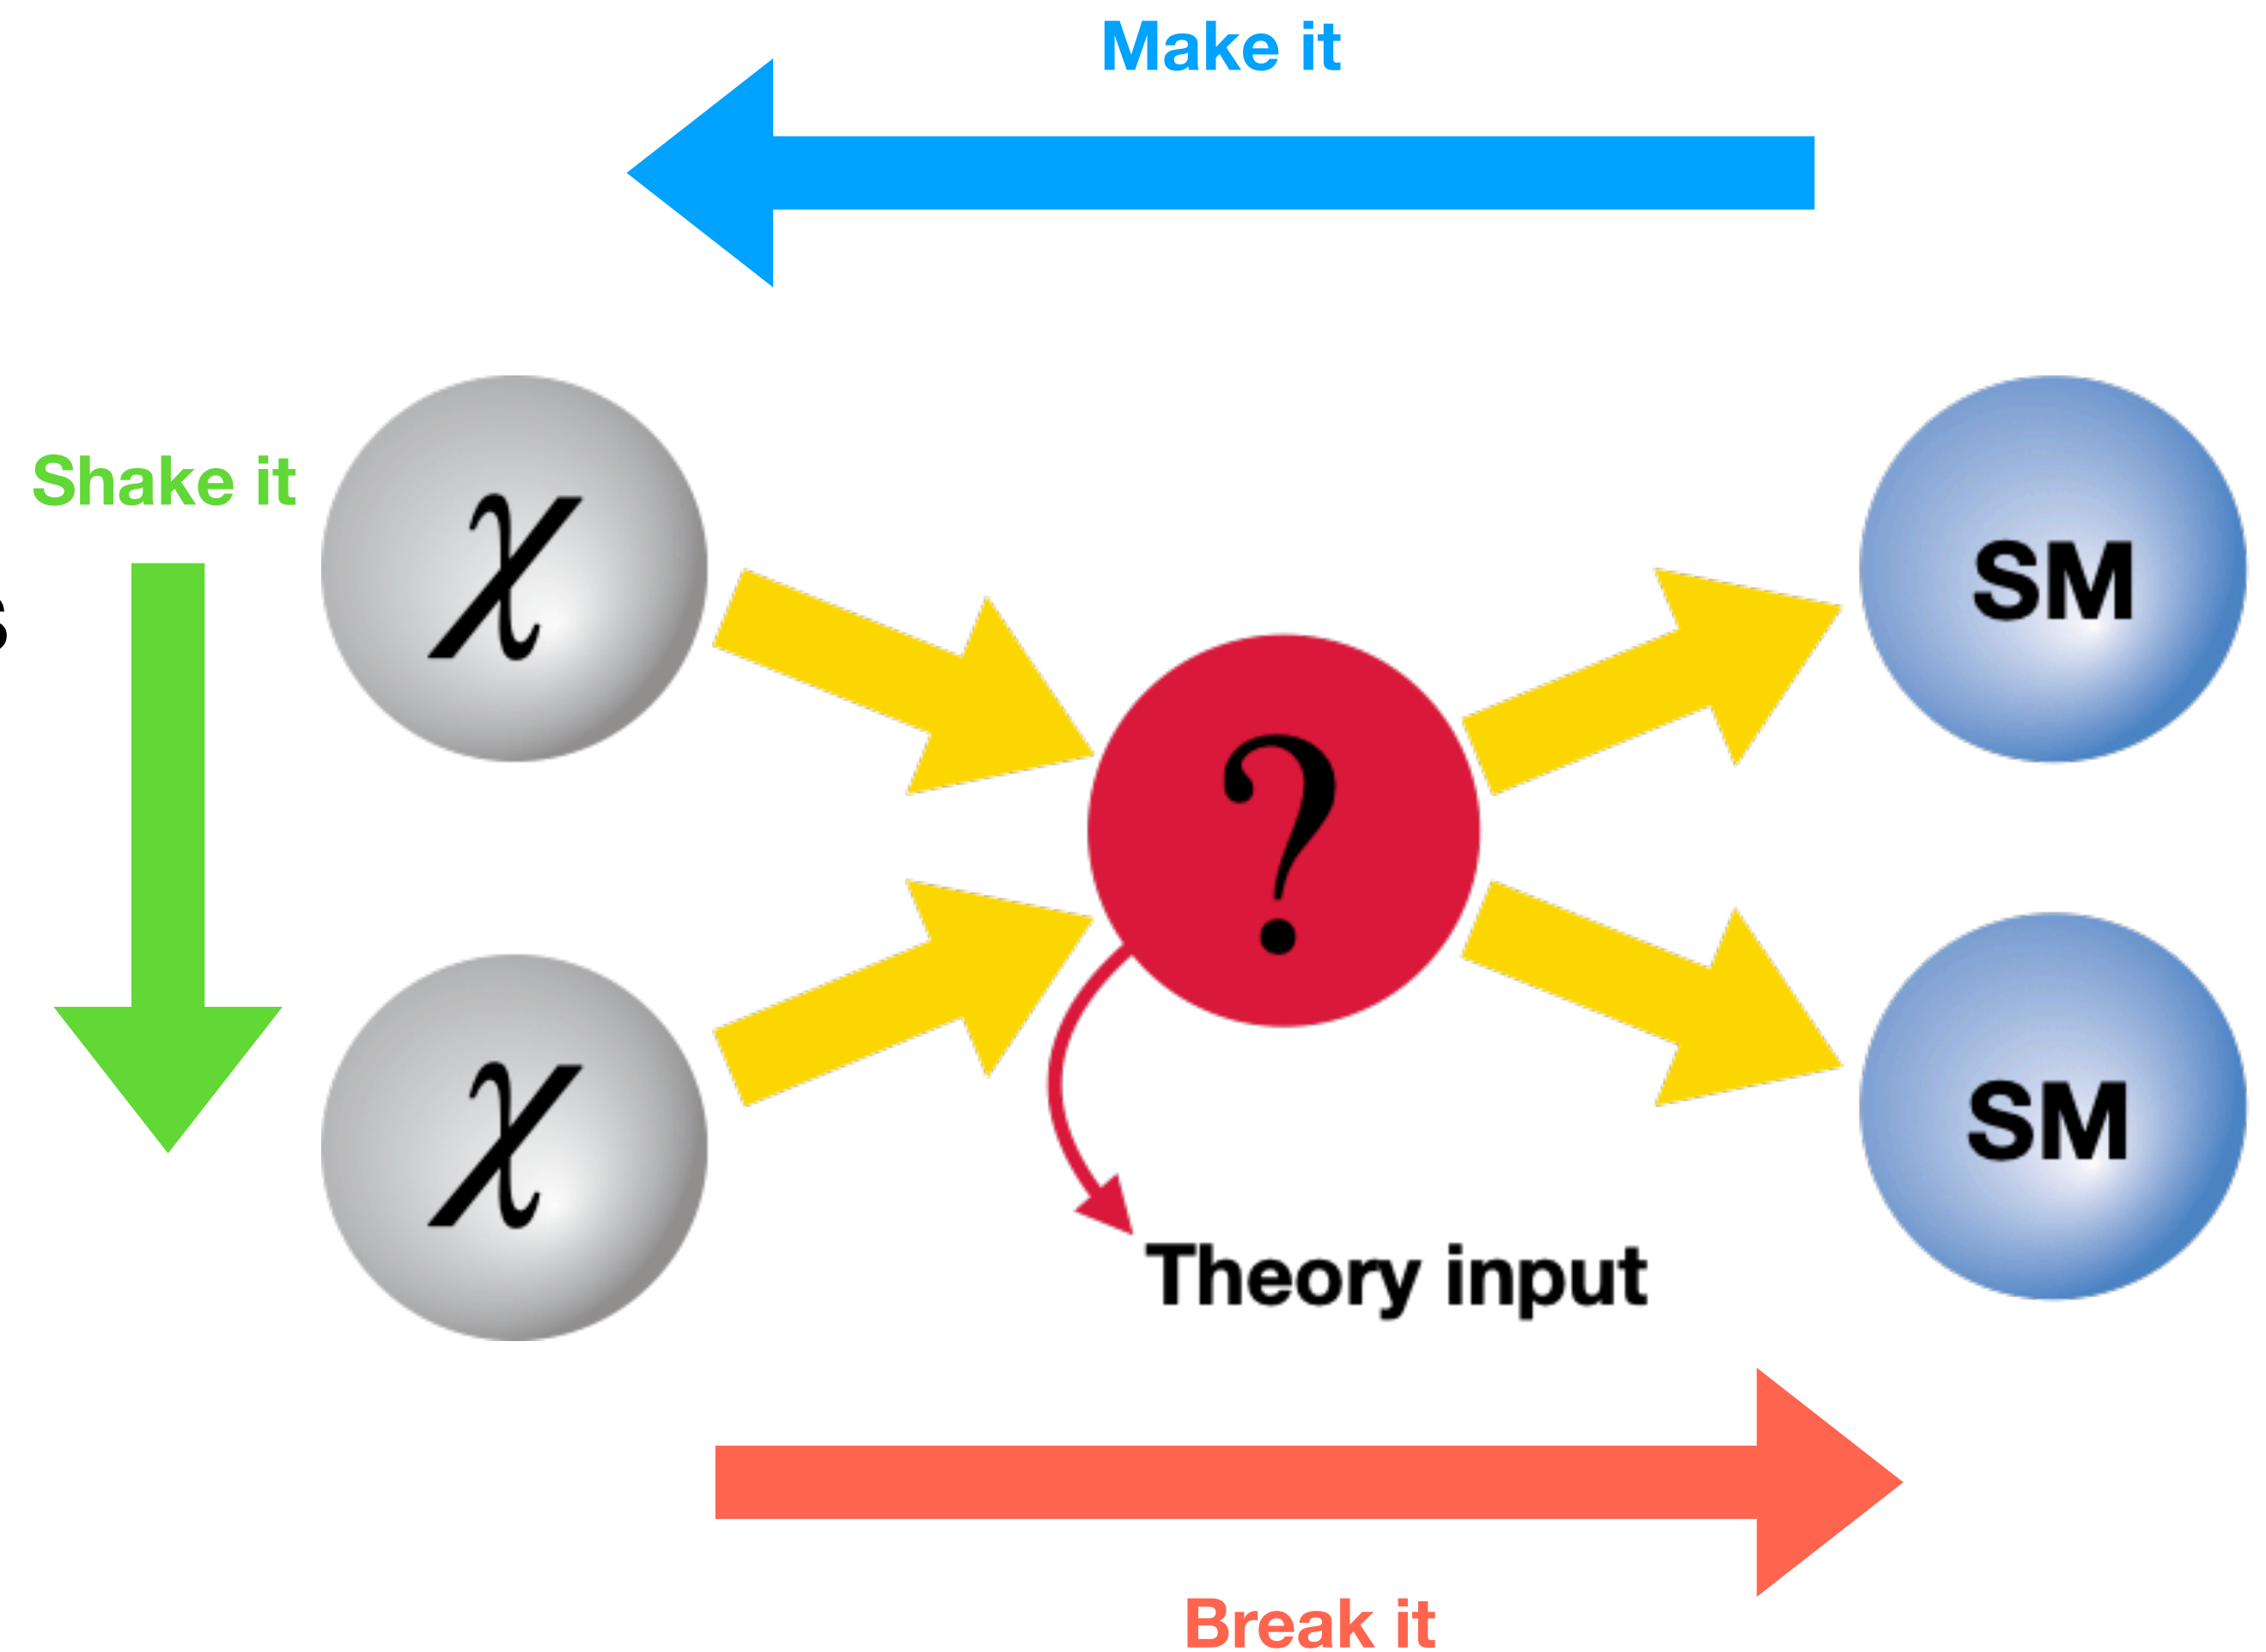 Make it
Shake it
χ
SM
?
χ
SM
Theory input
Break it